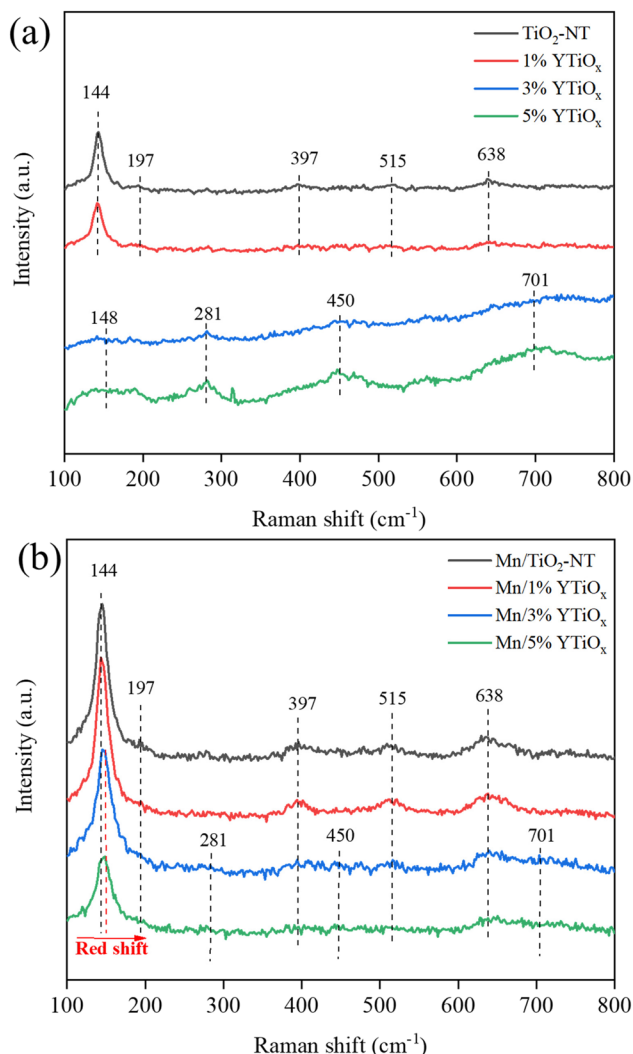 (a)
TiO₂-NT
1% YTiOₓ
3% YTiOₓ
5% YTiOₓ
144
197
397
515
638
148
281
450
701
Intensity (a.u.)
100 200 300 400 500 600 700 800
Raman shift (cm⁻¹)
(b)
Mn/TiO₂-NT
Mn/1% YTiOₓ
Mn/3% YTiOₓ
Mn/5% YTiOₓ
144
197
397
515
638
281
450
701
Red shift
Intensity (a.u.)
100 200 300 400 500 600 700 800
Raman shift (cm⁻¹)